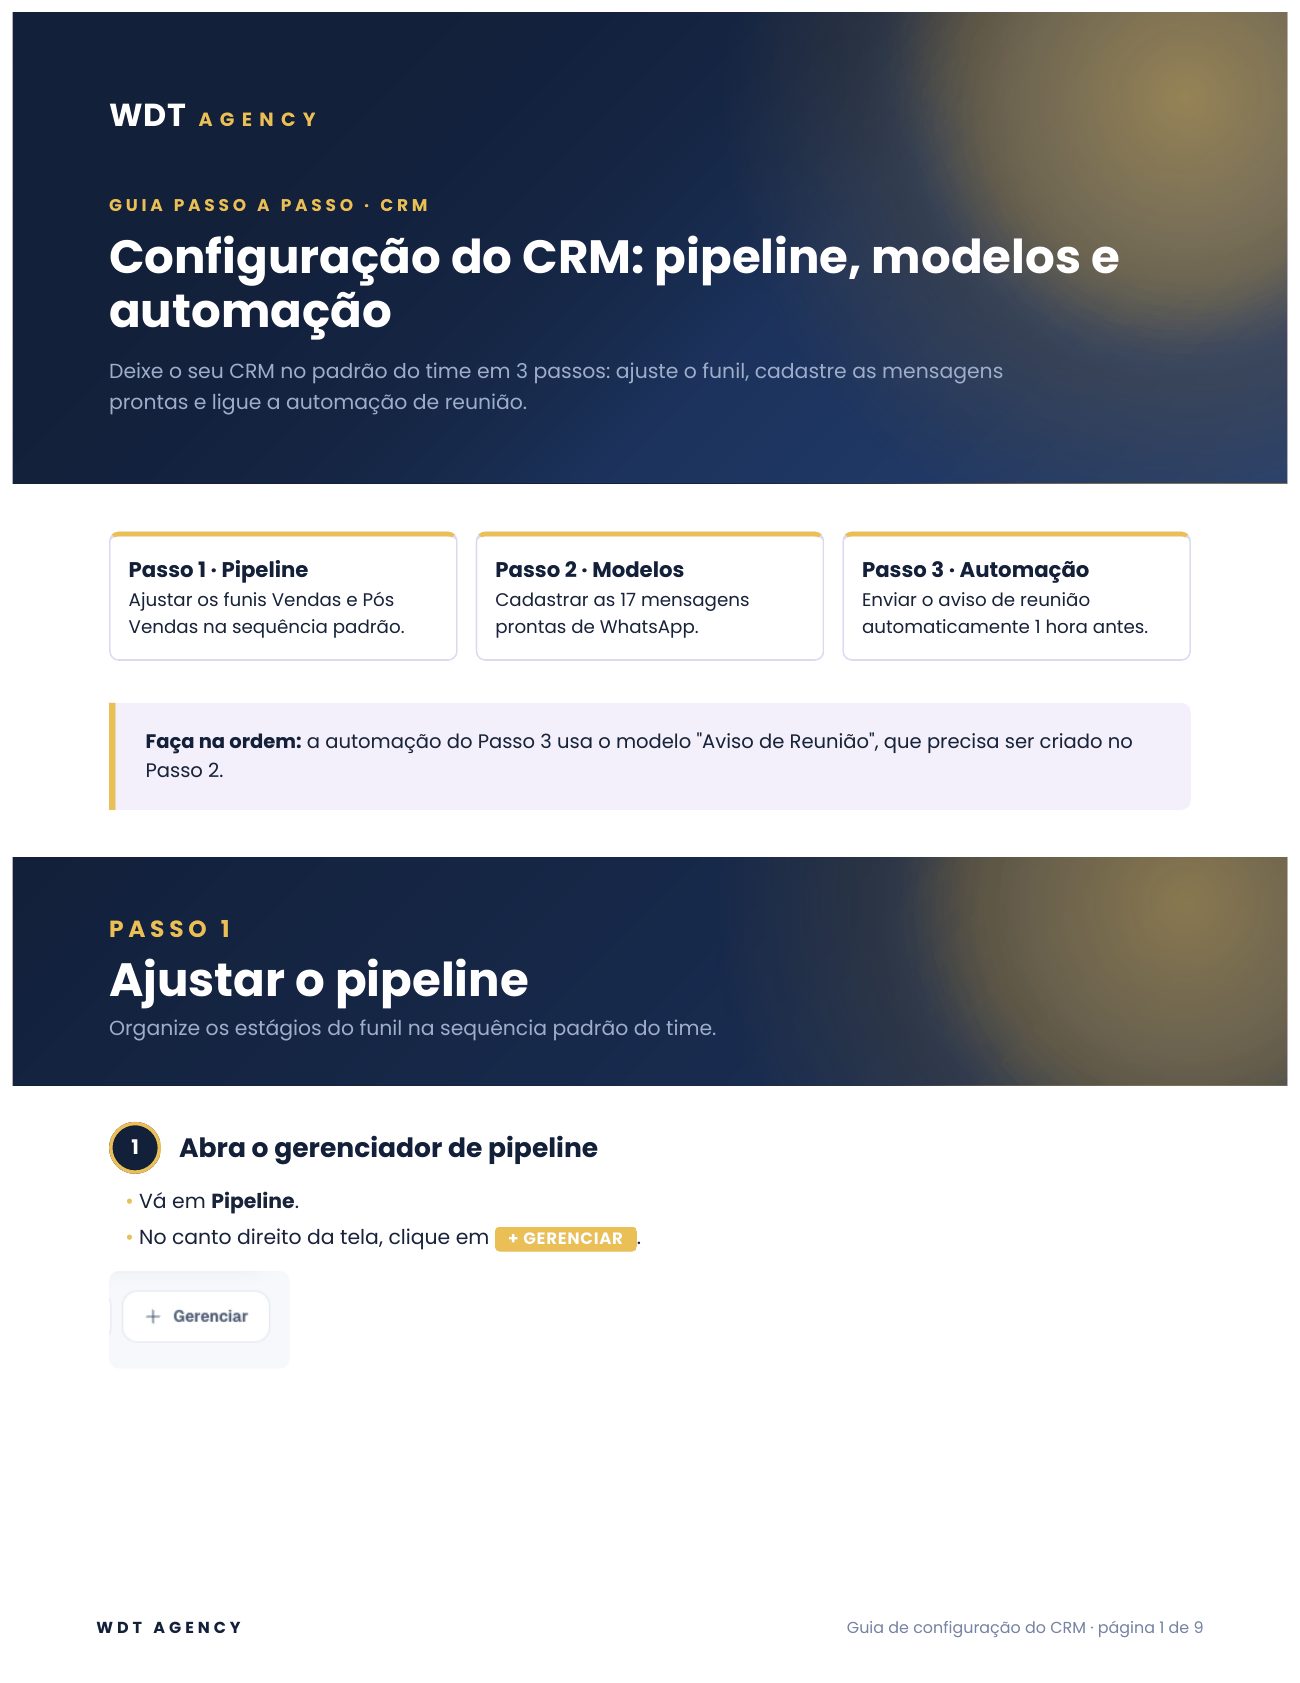 WDT AGENCY
GUIA PASSO A PASSO · CRM
Configuração do CRM: pipeline, modelos e
automação
Deixe o seu CRM no padrão do time em 3 passos: ajuste o funil, cadastre as mensagens
prontas e ligue a automação de reunião.
Passo 1 · Pipeline
Ajustar os funis Vendas e Pós
Vendas na sequência padrão.
Passo 2 · Modelos
Cadastrar as 17 mensagens
prontas de WhatsApp.
Passo 3 · Automação
Enviar o aviso de reunião
automaticamente 1 hora antes.
Faça na ordem: a automação do Passo 3 usa o modelo "Aviso de Reunião", que precisa ser criado no
Passo 2.
PASSO 1
Ajustar o pipeline
Organize os estágios do funil na sequência padrão do time.
1 Abra o gerenciador de pipeline
• Vá em Pipeline.
• No canto direito da tela, clique em + GERENCIAR.
+ Gerenciar
WDT AGENCY
Guia de configuração do CRM · página 1 de 9